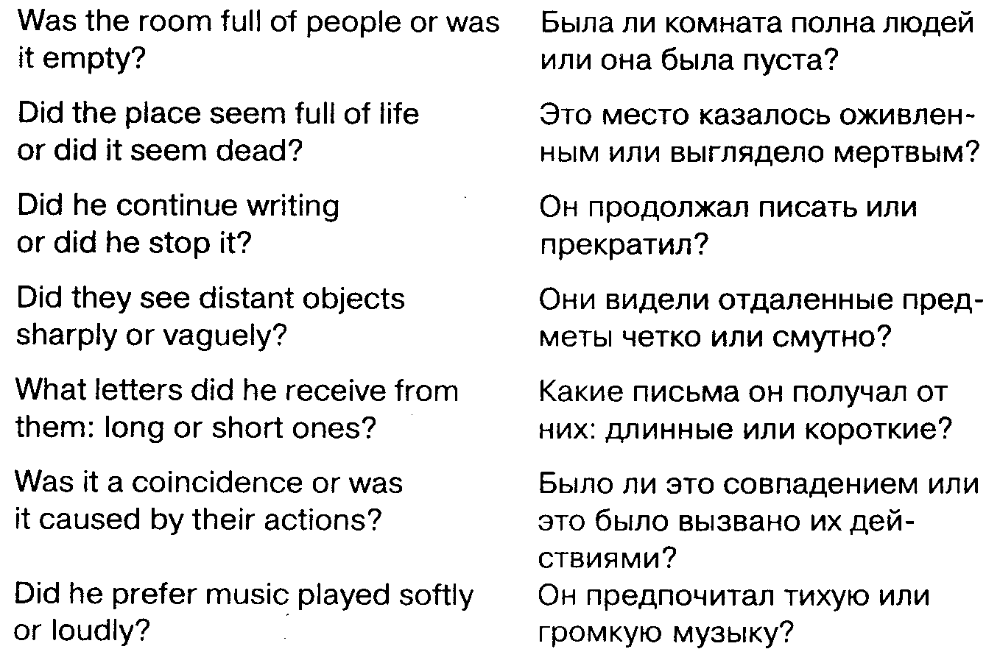 Was the room full of people or was
it empty?
Была ли комната полна людей
или она была пуста?
Did the place seem full of life
or did it seem dead?
Это место казалось оживлен-
ным или выглядело мертвым?
Did he continue writing
or did he stop it?
Он продолжал писать или
прекратил?
Did they see distant objects
sharply or vaguely?
Они видели отдаленные пред-
меты четко или смутно?
What letters did he receive from
them: long or short ones?
Какие письма он получал от
них: длинные или короткие?
Was it a coincidence or was
it caused by their actions?
Было ли это совпадением или
это было вызвано их дей-
ствиями?
Did he prefer music played softly
or loudly?
Он предпочитал тихую или
громкую музыку?